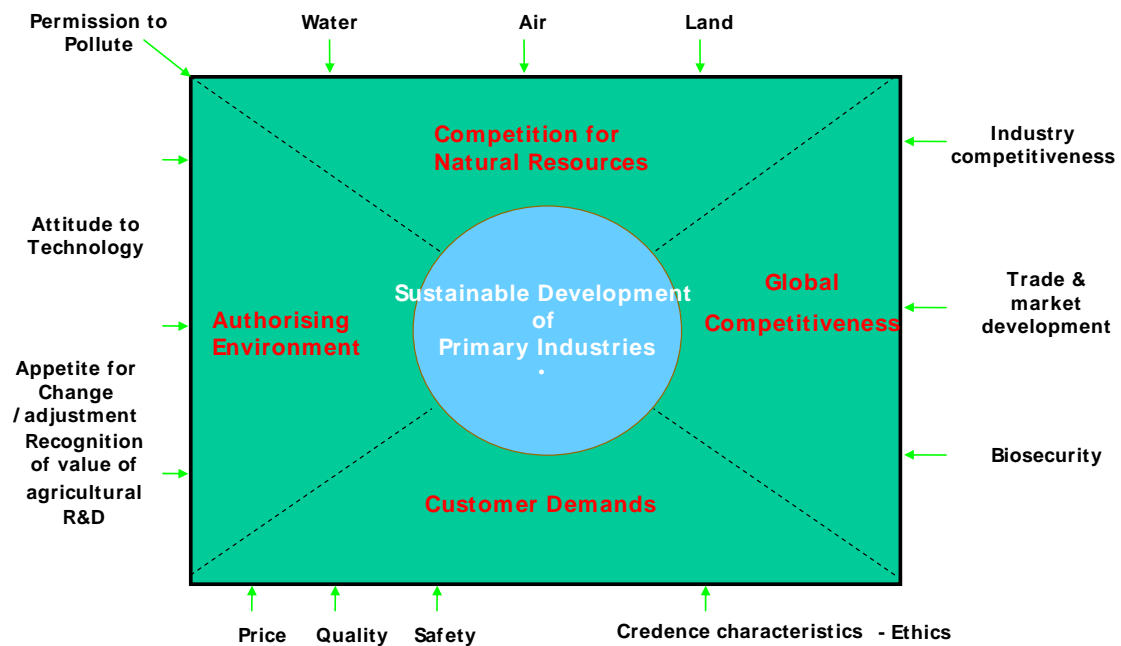 Permission to
Pollute
Water
Air
Land
Competition for
Natural Resources
Industry
competitiveness
Attitude to
Technology
Sustainable Development
of
Primary Industries
.
Global
Competitiveness
Trade &
market
development
Authorising
Environment
Appetite for
Change
/ adjustment
Recognition
of value of
agricultural
R&D
Biosecurity
Customer Demands
Price
Quality
Safety
Credence characteristics - Ethics